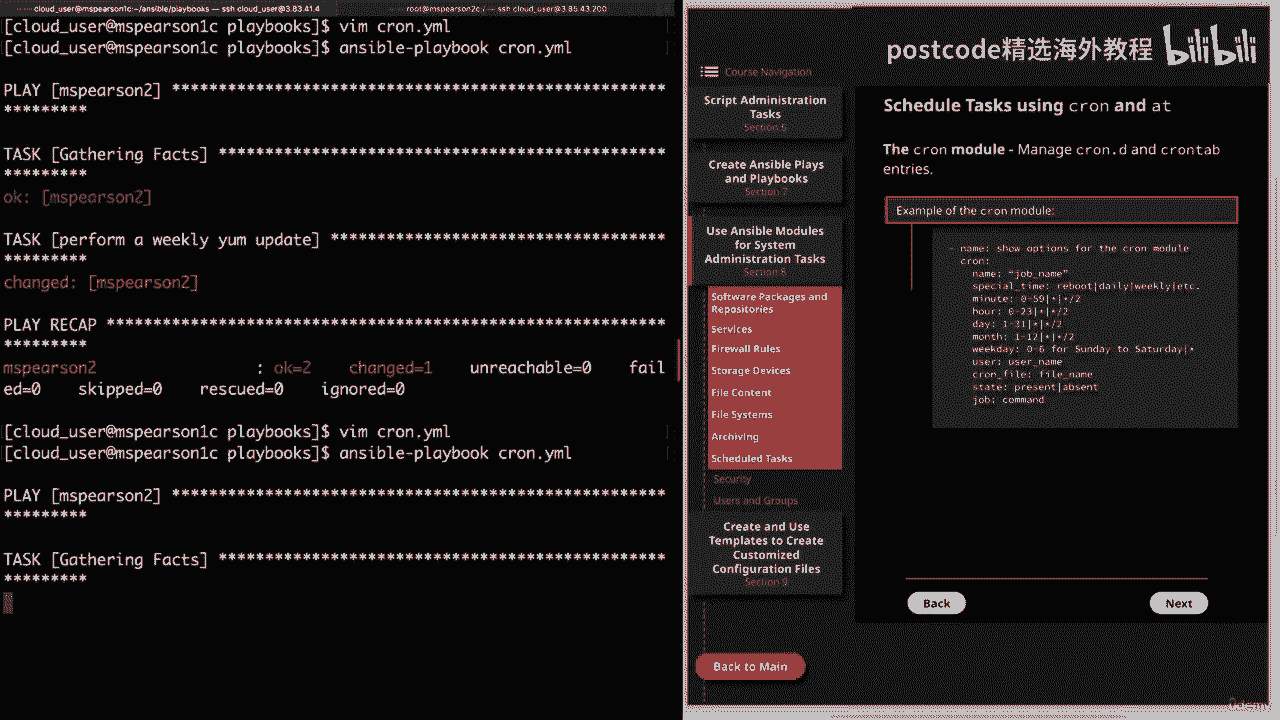 cloud_user@mspearson1c:~/ansible/playbooks — ssh cloud_user@3.83.41.4
root@mspearson2c:/ — ssh cloud_user@3.86.43.200
[cloud_user@mspearson1c playbooks]$ vim cron.yml
[cloud_user@mspearson1c playbooks]$ ansible-playbook cron.yml
PLAY [mspearson2] *****************************************************
*********
TASK [Gathering Facts] ************************************************
*********
ok: [mspearson2]
TASK [perform a weekly yum update] ************************************
*********
changed: [mspearson2]
PLAY RECAP ************************************************************
*********
mspearson2 : ok=2 changed=1 unreachable=0 fail
ed=0 skipped=0 rescued=0 ignored=0
[cloud_user@mspearson1c playbooks]$ vim cron.yml
[cloud_user@mspearson1c playbooks]$ ansible-playbook cron.yml
PLAY [mspearson2] *****************************************************
*********
TASK [Gathering Facts] ************************************************
*********
postcode精选海外教程 bilibili
Course Navigation
Script Administration
Tasks
Section 6
Create Ansible Plays
and Playbooks
Section 7
Use Ansible Modules
for System
Administration Tasks
Section 8
Software Packages and
Repositories
Services
Firewall Rules
Storage Devices
File Content
File Systems
Archiving
Scheduled Tasks
Security
Users and Groups
Create and Use
Templates to Create
Customized
Configuration Files
Section 9
Back to Main
Schedule Tasks using cron and at
The cron module - Manage cron.d and crontab
entries.
Example of the cron module:
- name: show options for the cron module
cron:
name: "job_name"
special_time: reboot|daily|weekly|etc.
minute: 0-59|*|*/2
hour: 0-23|*|*/2
day: 1-31|*|*/2
month: 1-12|*|*/2
weekday: 0-6 for Sunday to Saturday|*
user: user_name
cron_file: file_name
state: present|absent
job: command
Back
Next
Udemy